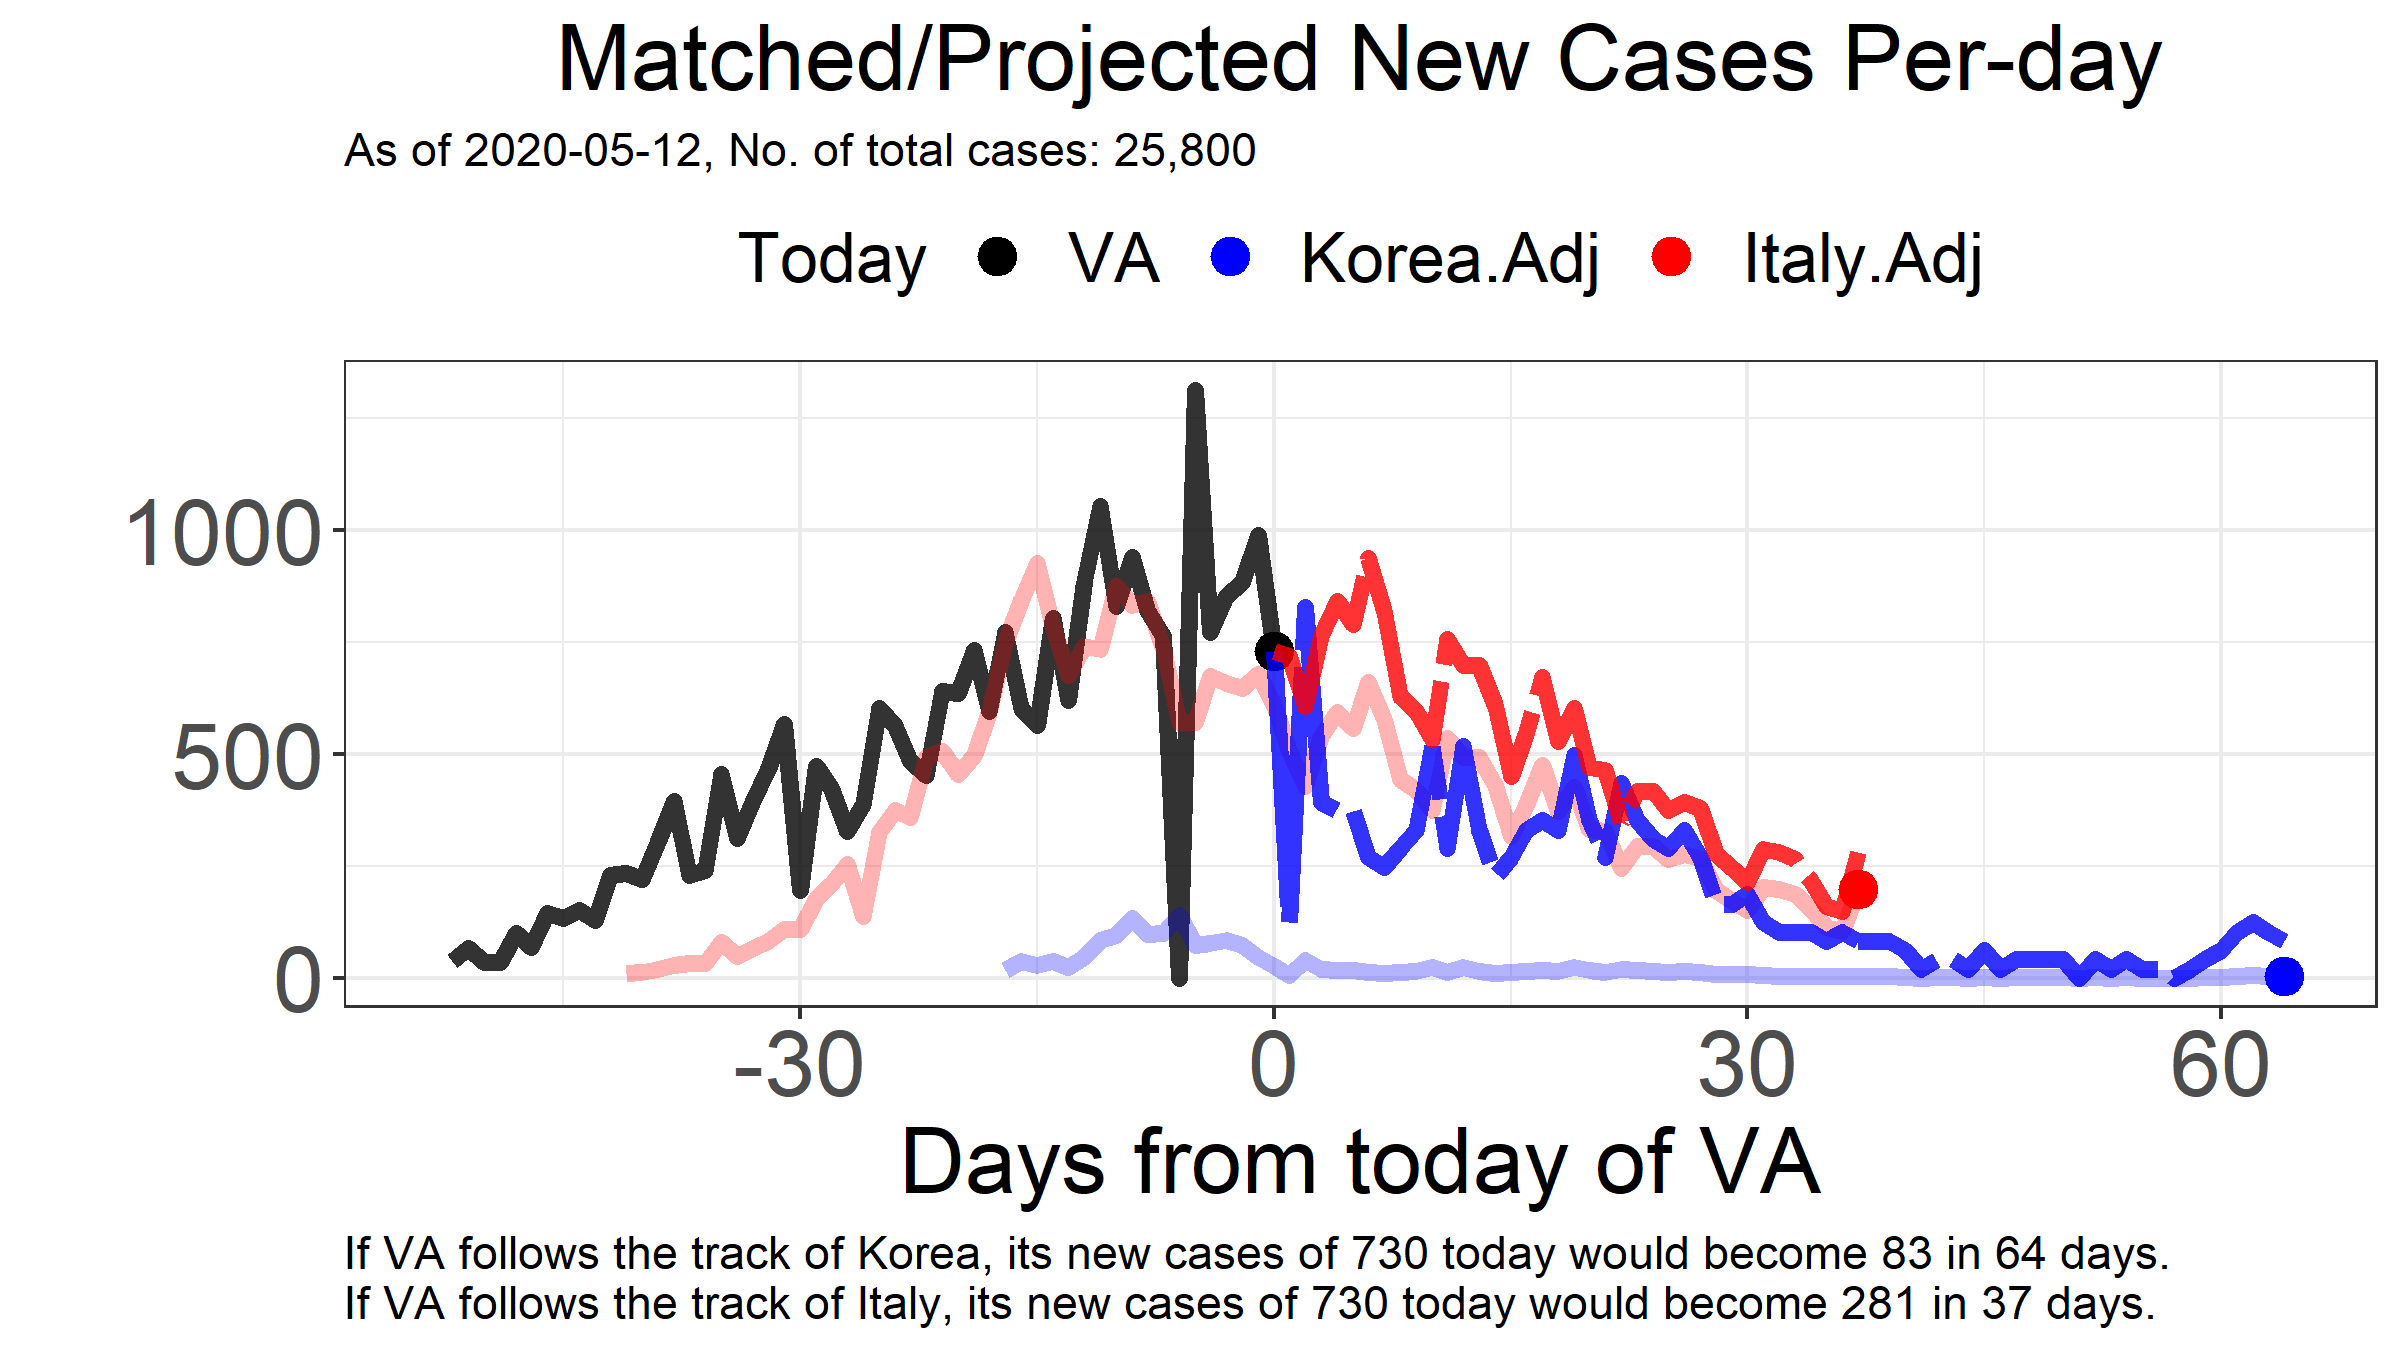 Matched/Projected New Cases Per-day
As of 2020-05-12, No. of total cases: 25,800
Today VA Korea.Adj Italy.Adj
1000
500
0
-30 0 30 60
Days from today of VA
If VA follows the track of Korea, its new cases of 730 today would become 83 in 64 days.
If VA follows the track of Italy, its new cases of 730 today would become 281 in 37 days.